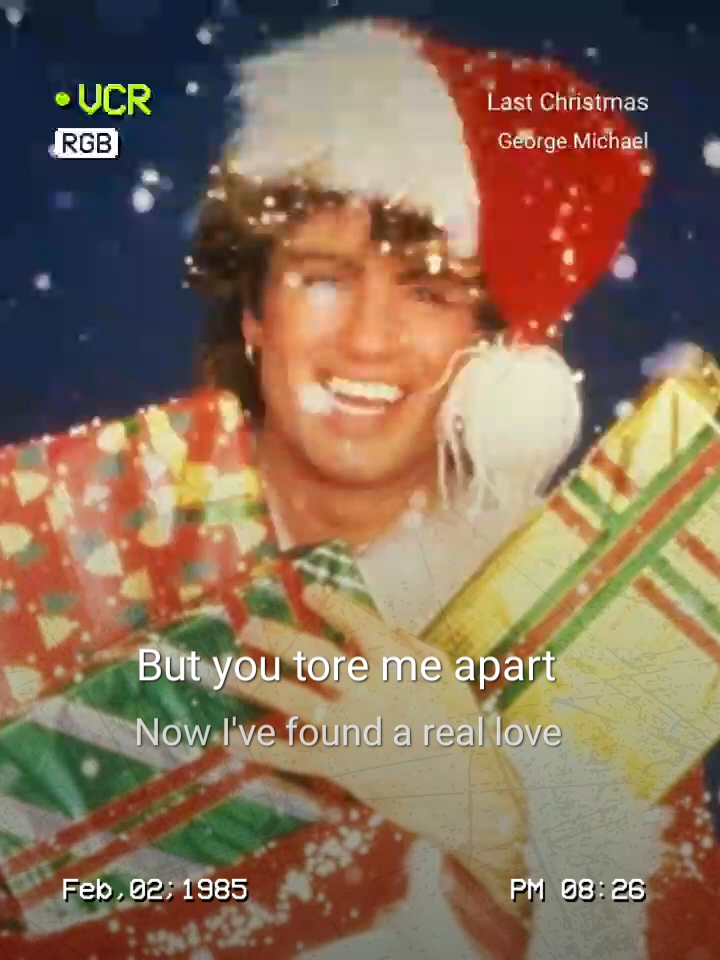 VCR
RGB
Last Christmas
George Michael
But you tore me apart
Now I've found a real love
Feb,02;1985
PM 08:26